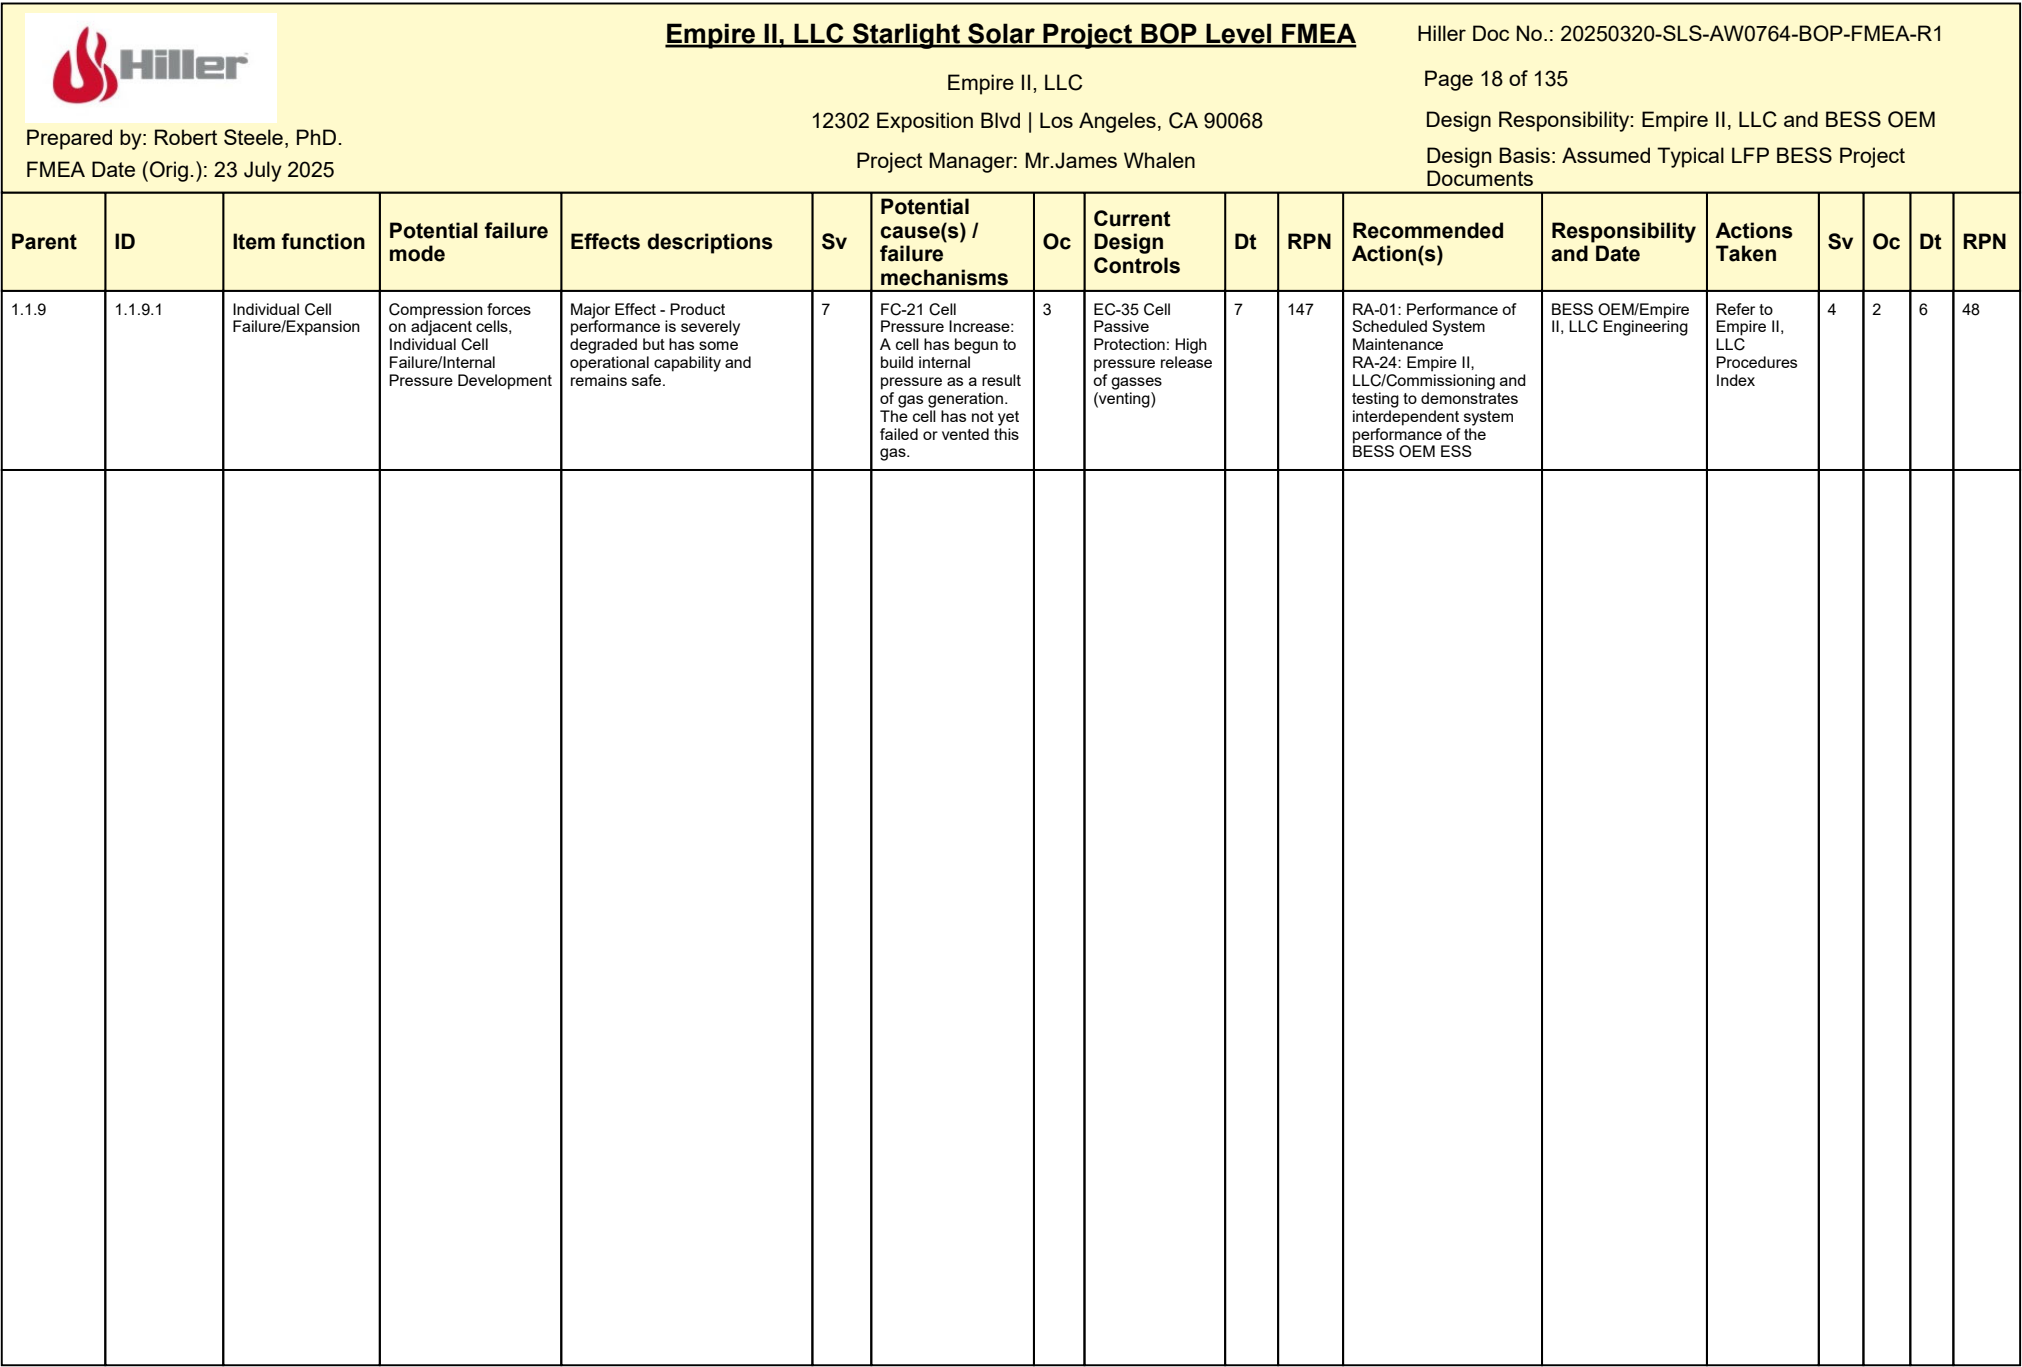 Hiller
Prepared by: Robert Steele, PhD.
FMEA Date (Orig.): 23 July 2025
Empire II, LLC Starlight Solar Project BOP Level FMEA
Empire II, LLC
12302 Exposition Blvd | Los Angeles, CA 90068
Project Manager: Mr.James Whalen
Hiller Doc No.: 20250320-SLS-AW0764-BOP-FMEA-R1
Page 18 of 135
Design Responsibility: Empire II, LLC and BESS OEM
Design Basis: Assumed Typical LFP BESS Project
Documents
Parent
ID
Item function
Potential failure
mode
Effects descriptions
Sv
Potential
cause(s) /
failure
mechanisms
Oc
Current
Design
Controls
Dt
RPN
Recommended
Action(s)
Responsibility
and Date
Actions
Taken
Sv
Oc
Dt
RPN
1.1.9
1.1.9.1
Individual Cell
Failure/Expansion
Compression forces
on adjacent cells,
Individual Cell
Failure/Internal
Pressure Development
Major Effect - Product
performance is severely
degraded but has some
operational capability and
remains safe.
7
FC-21 Cell
Pressure Increase:
A cell has begun to
build internal
pressure as a result
of gas generation.
The cell has not yet
failed or vented this
gas.
3
EC-35 Cell
Passive
Protection: High
pressure release
of gasses
(venting)
7
147
RA-01: Performance of
Scheduled System
Maintenance
RA-24: Empire II,
LLC/Commissioning and
testing to demonstrates
interdependent system
performance of the
BESS OEM ESS
BESS OEM/Empire
II, LLC Engineering
Refer to
Empire II,
LLC
Procedures
Index
4
2
6
48